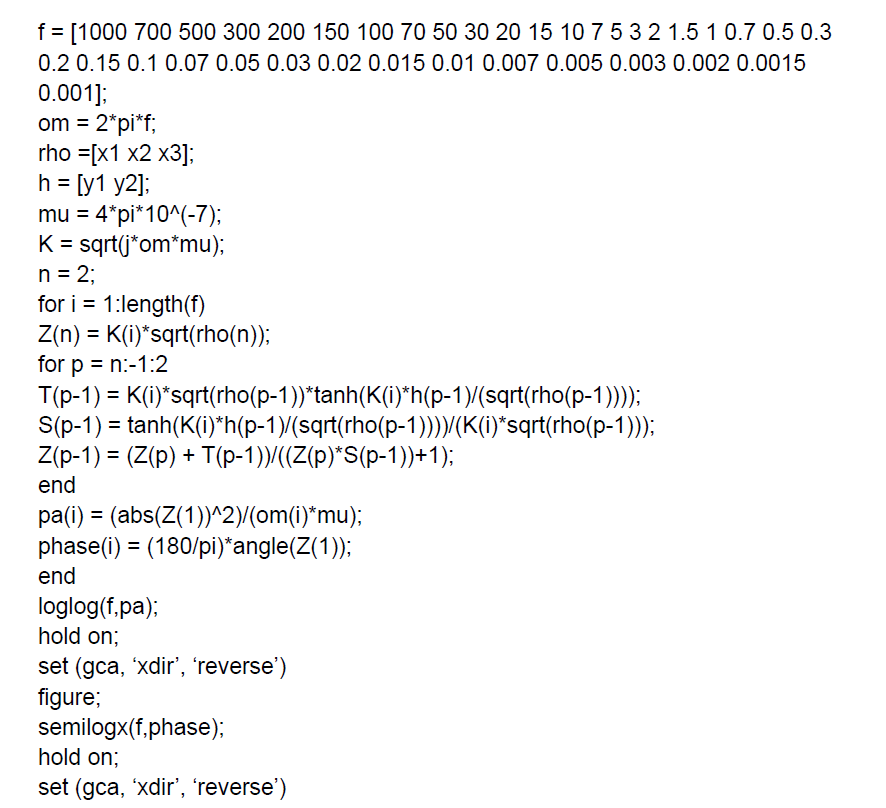 f = [1000 700 500 300 200 150 100 70 50 30 20 15 10 7 5 3 2 1.5 1 0.7 0.5 0.3
0.2 0.15 0.1 0.07 0.05 0.03 0.02 0.015 0.01 0.007 0.005 0.003 0.002 0.0015
0.001];
om = 2*pi*f;
rho =[x1 x2 x3];
h = [y1 y2];
mu = 4*pi*10^(-7);
K = sqrt(j*om*mu);
n = 2;
for i = 1:length(f)
Z(n) = K(i)*sqrt(rho(n));
for p = n:-1:2
T(p-1) = K(i)*sqrt(rho(p-1))*tanh(K(i)*h(p-1)/(sqrt(rho(p-1))));
S(p-1) = tanh(K(i)*h(p-1)/(sqrt(rho(p-1))))/(K(i)*sqrt(rho(p-1)));
Z(p-1) = (Z(p) + T(p-1))/((Z(p)*S(p-1))+1);
end
pa(i) = (abs(Z(1))^2)/(om(i)*mu);
phase(i) = (180/pi)*angle(Z(1));
end
loglog(f,pa);
hold on;
set (gca, ‘xdir’, ‘reverse’)
figure;
semilogx(f,phase);
hold on;
set (gca, ‘xdir’, ‘reverse’)